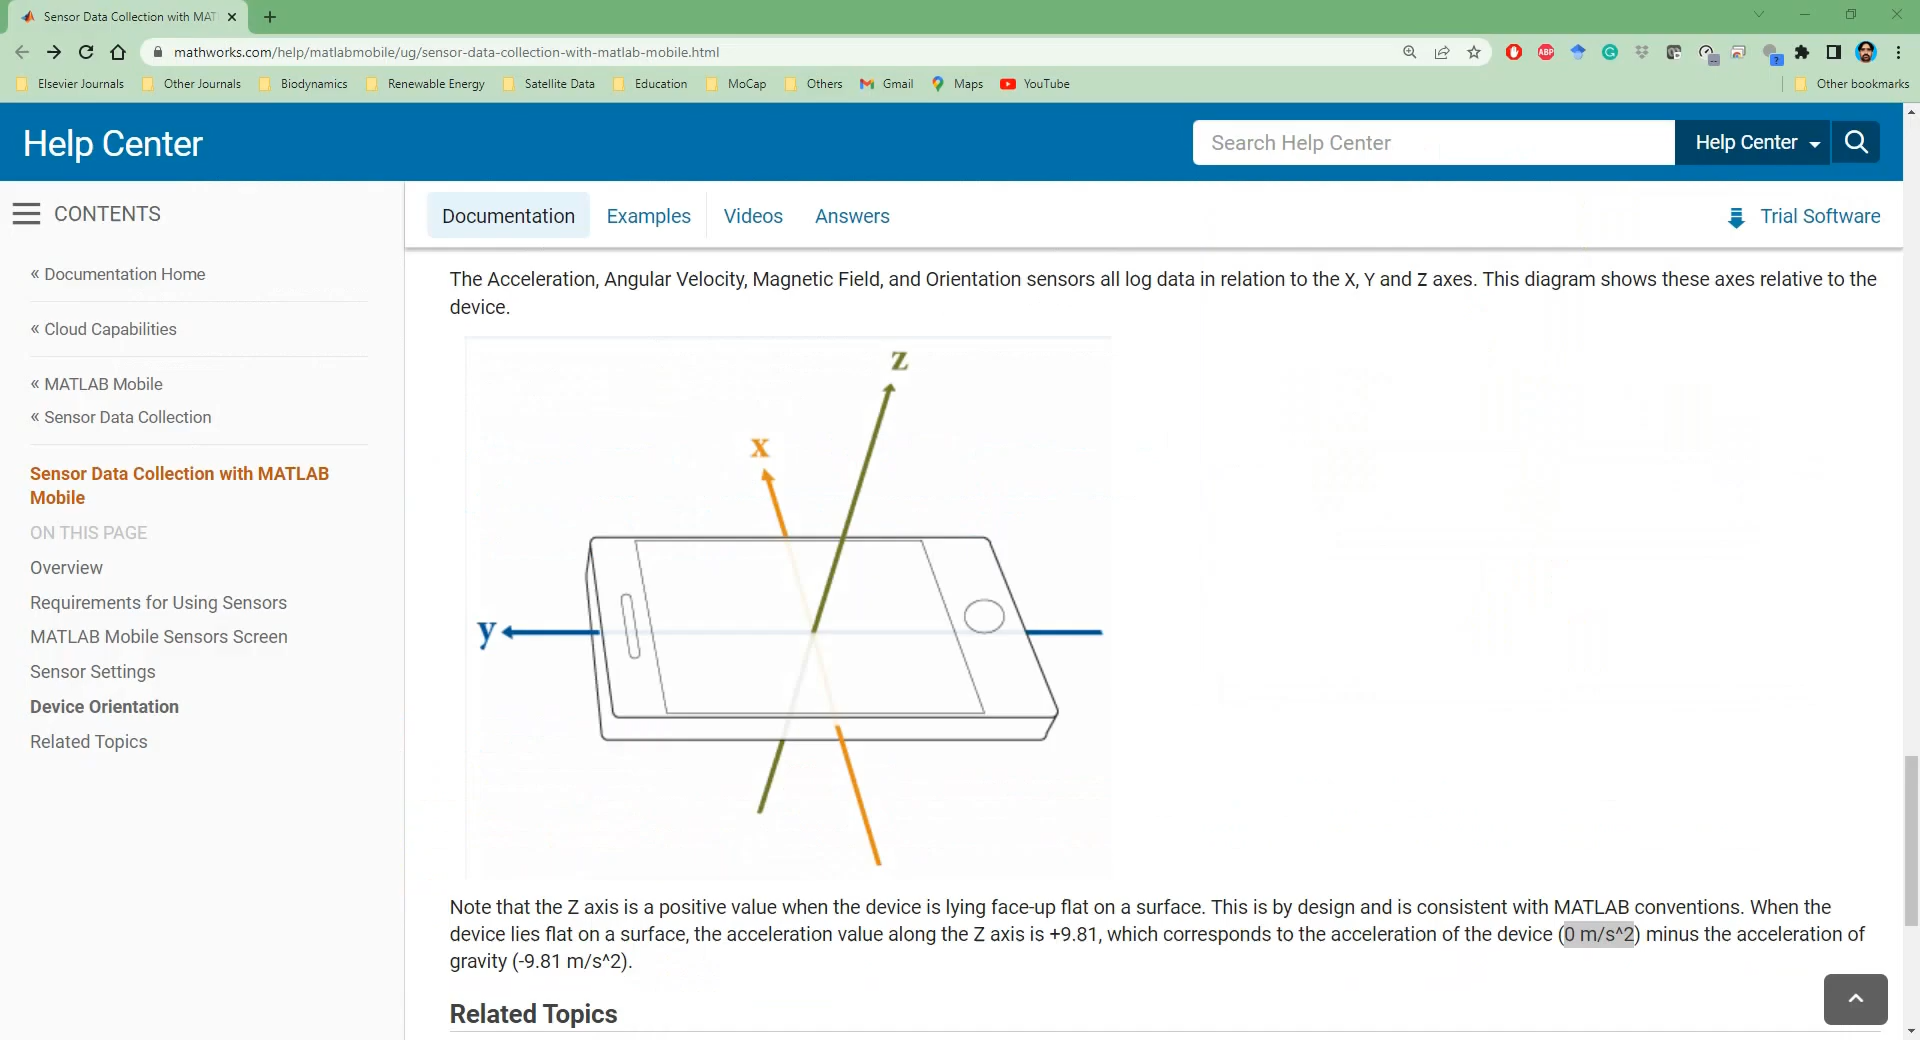 Sensor Data Collection with MAT
mathworks.com/help/matlabmobile/ug/sensor-data-collection-with-matlab-mobile.html
ABP
G
?
Elsevier Journals
Other Journals
Biodynamics
Renewable Energy
Satellite Data
Education
MoCap
Others
Gmail
Maps
YouTube
Other bookmarks
Help Center
Search Help Center
Help Center
CONTENTS
Documentation
Examples
Videos
Answers
Trial Software
« Documentation Home
« Cloud Capabilities
« MATLAB Mobile
« Sensor Data Collection
Sensor Data Collection with MATLAB
Mobile
ON THIS PAGE
Overview
Requirements for Using Sensors
MATLAB Mobile Sensors Screen
Sensor Settings
Device Orientation
Related Topics
The Acceleration, Angular Velocity, Magnetic Field, and Orientation sensors all log data in relation to the X, Y and Z axes. This diagram shows these axes relative to the
device.
z
x
y
Note that the Z axis is a positive value when the device is lying face-up flat on a surface. This is by design and is consistent with MATLAB conventions. When the
device lies flat on a surface, the acceleration value along the Z axis is +9.81, which corresponds to the acceleration of the device (0 m/s^2) minus the acceleration of
gravity (-9.81 m/s^2).
Related Topics